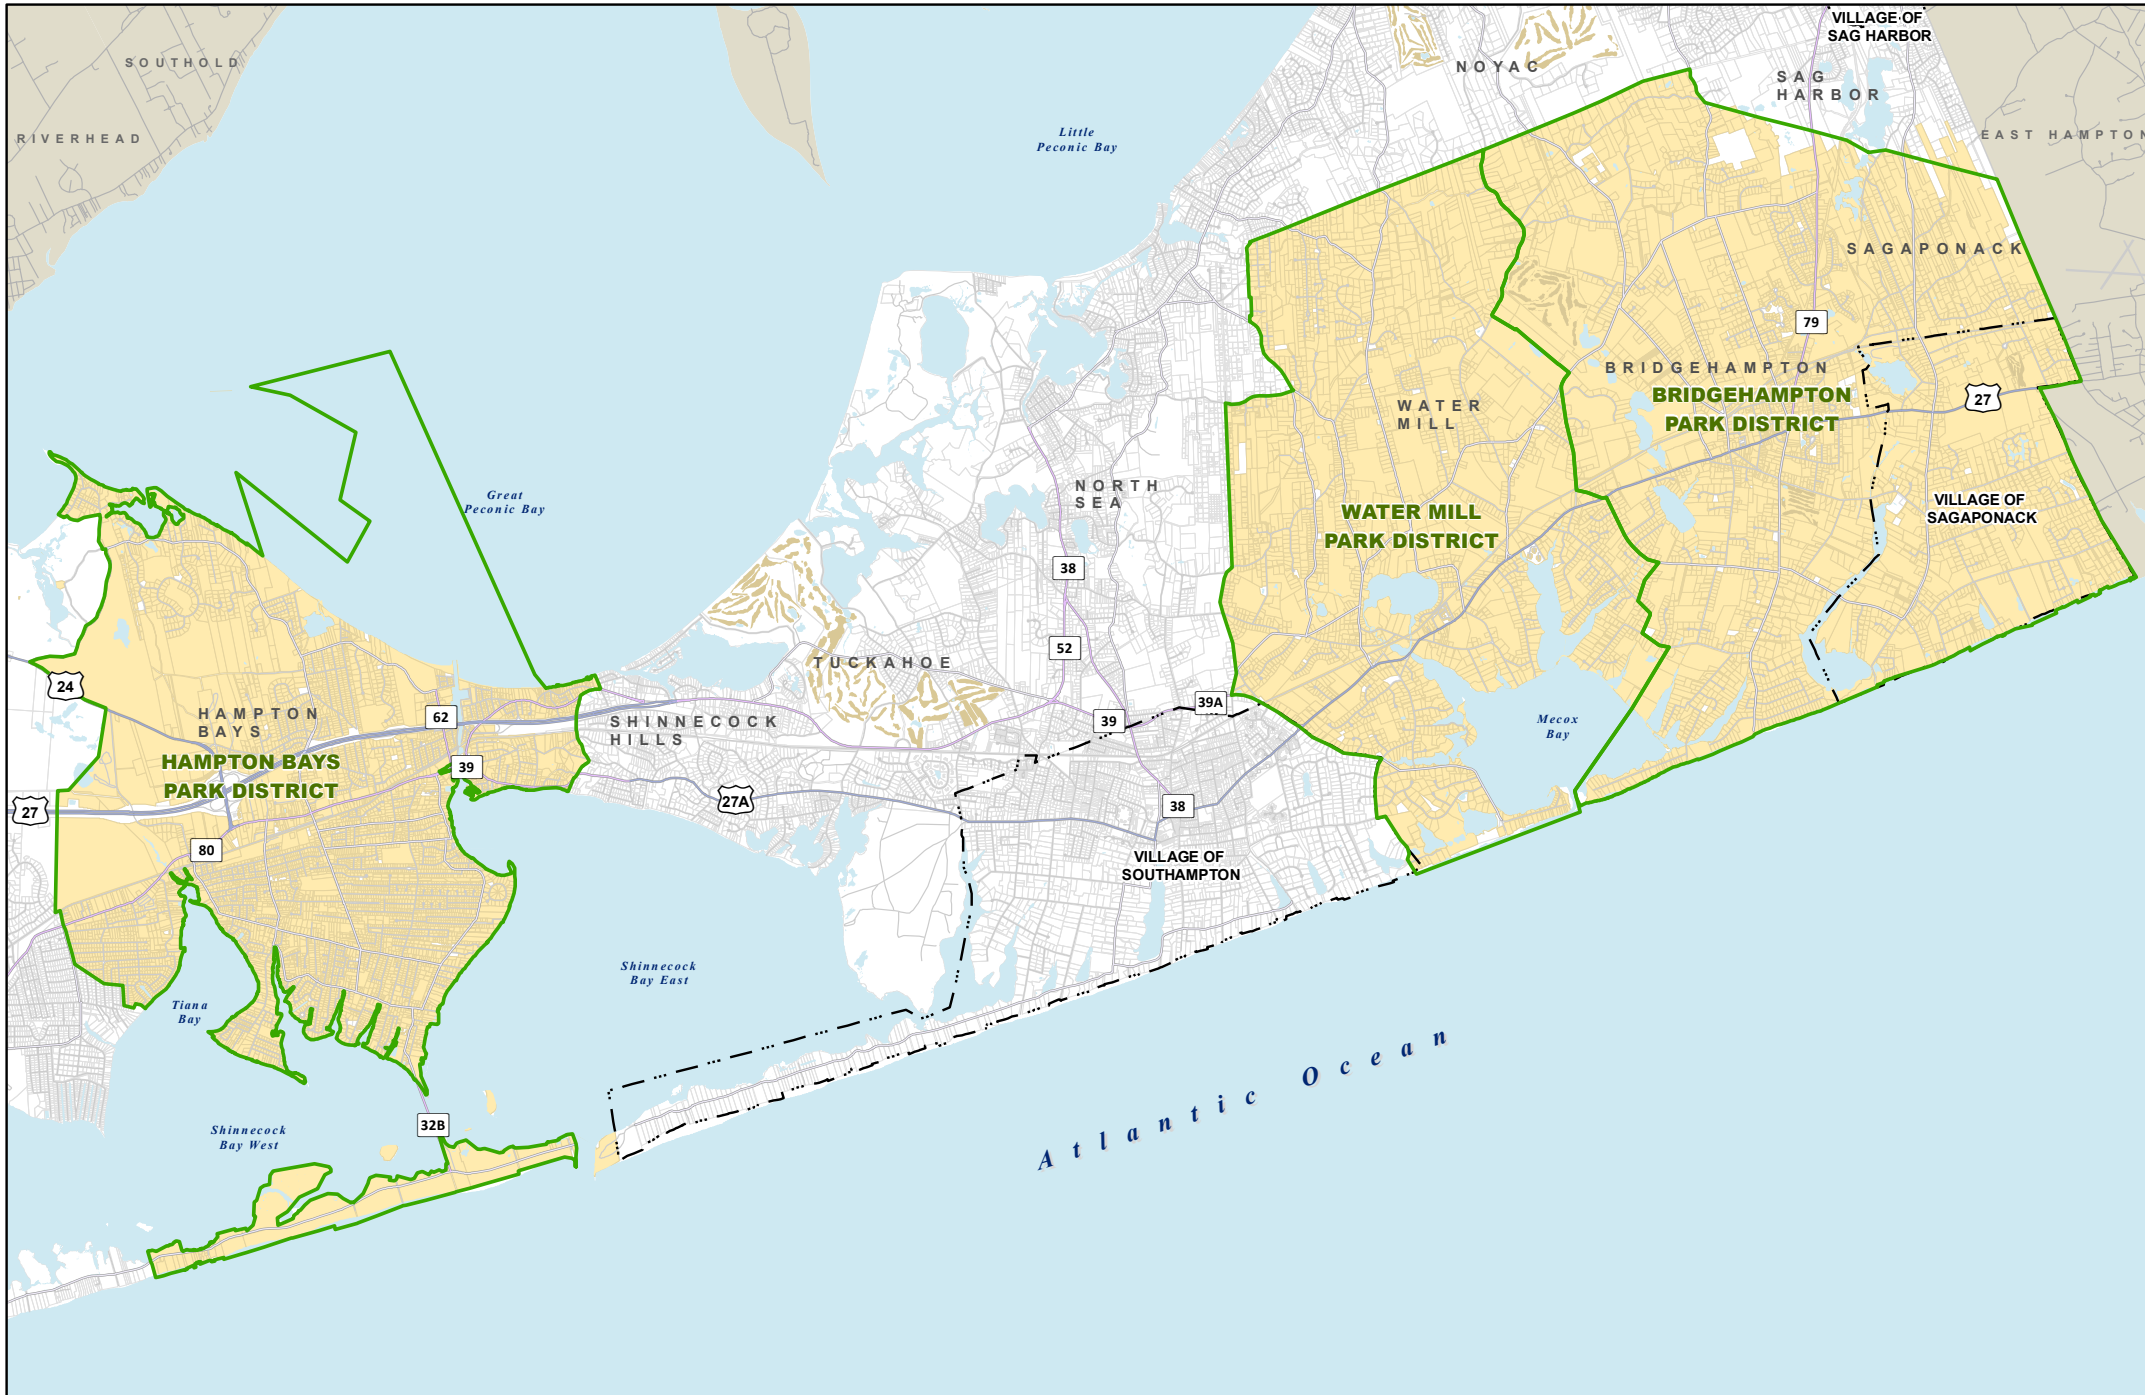 VILLAGE OF
SAG HARBOR
SOUTHOLD
NOYAC
SAG
HARBOR
RIVERHEAD
Little
Peconic Bay
EAST HAMPTON
SAGAPONACK
79
BRIDGEHAMPTON
BRIDGEHAMPTON
PARK DISTRICT
27
WATER
MILL
Great
Peconic Bay
NORTH
SEA
VILLAGE OF
SAGAPONACK
WATER MILL
PARK DISTRICT
38
52
TUCKAHOE
24
39A
HAMPTON
BAYS
62
SHINNECOCK
HILLS
39
Mecox
Bay
HAMPTON BAYS
PARK DISTRICT
39
27
27A
38
80
VILLAGE OF
SOUTHAMPTON
Shinnecock
Bay East
Tiana
Bay
Atlantic Ocean
32B
Shinnecock
Bay West